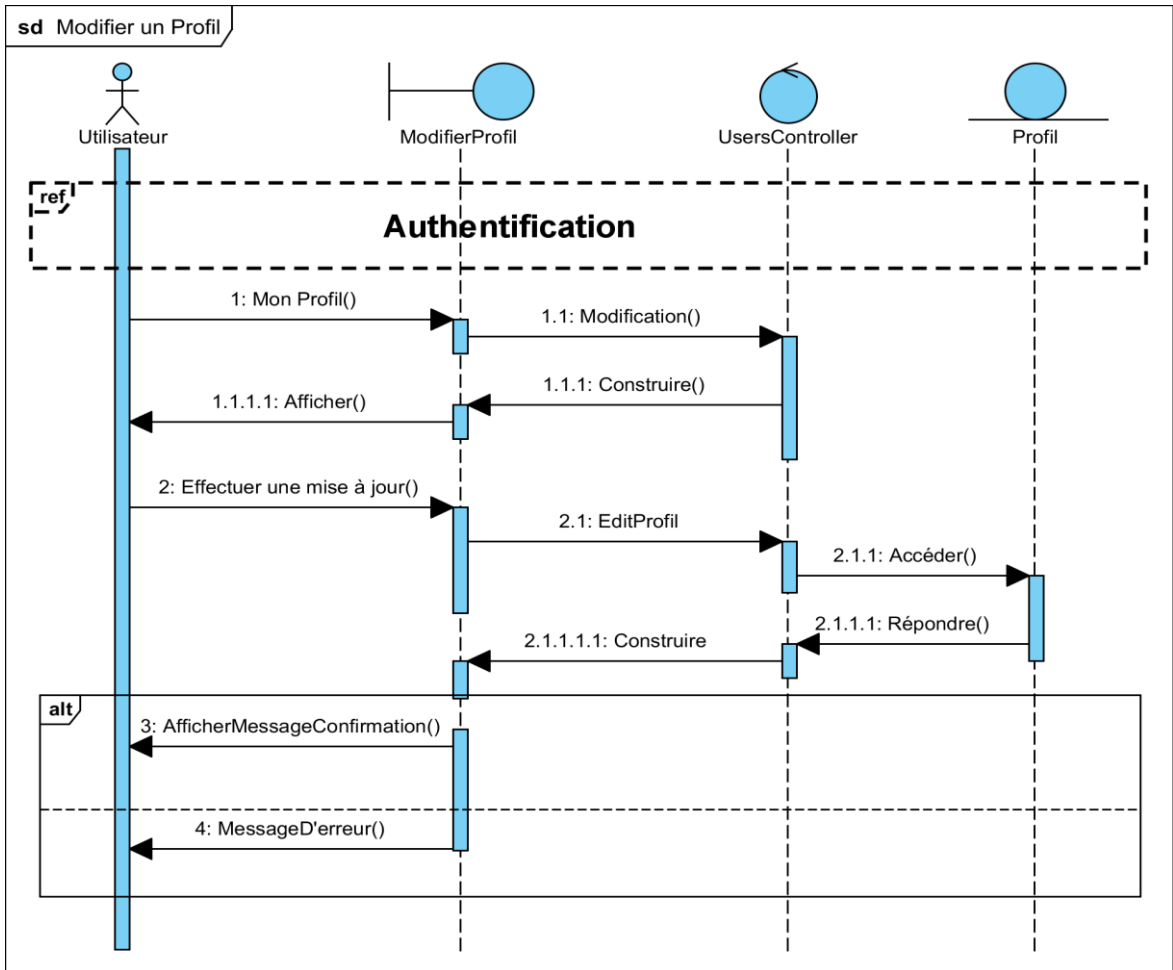 sd Modifier un Profil
Utilisateur
ModifierProfil
UsersController
Profil
ref
Authentification
1: Mon Profil()
1.1: Modification()
1.1.1: Construire()
1.1.1.1: Afficher()
2: Effectuer une mise à jour()
2.1: EditProfil
2.1.1: Accéder()
2.1.1.1: Répondre()
2.1.1.1.1: Construire
alt
3: AfficherMessageConfirmation()
4: MessageD'erreur()